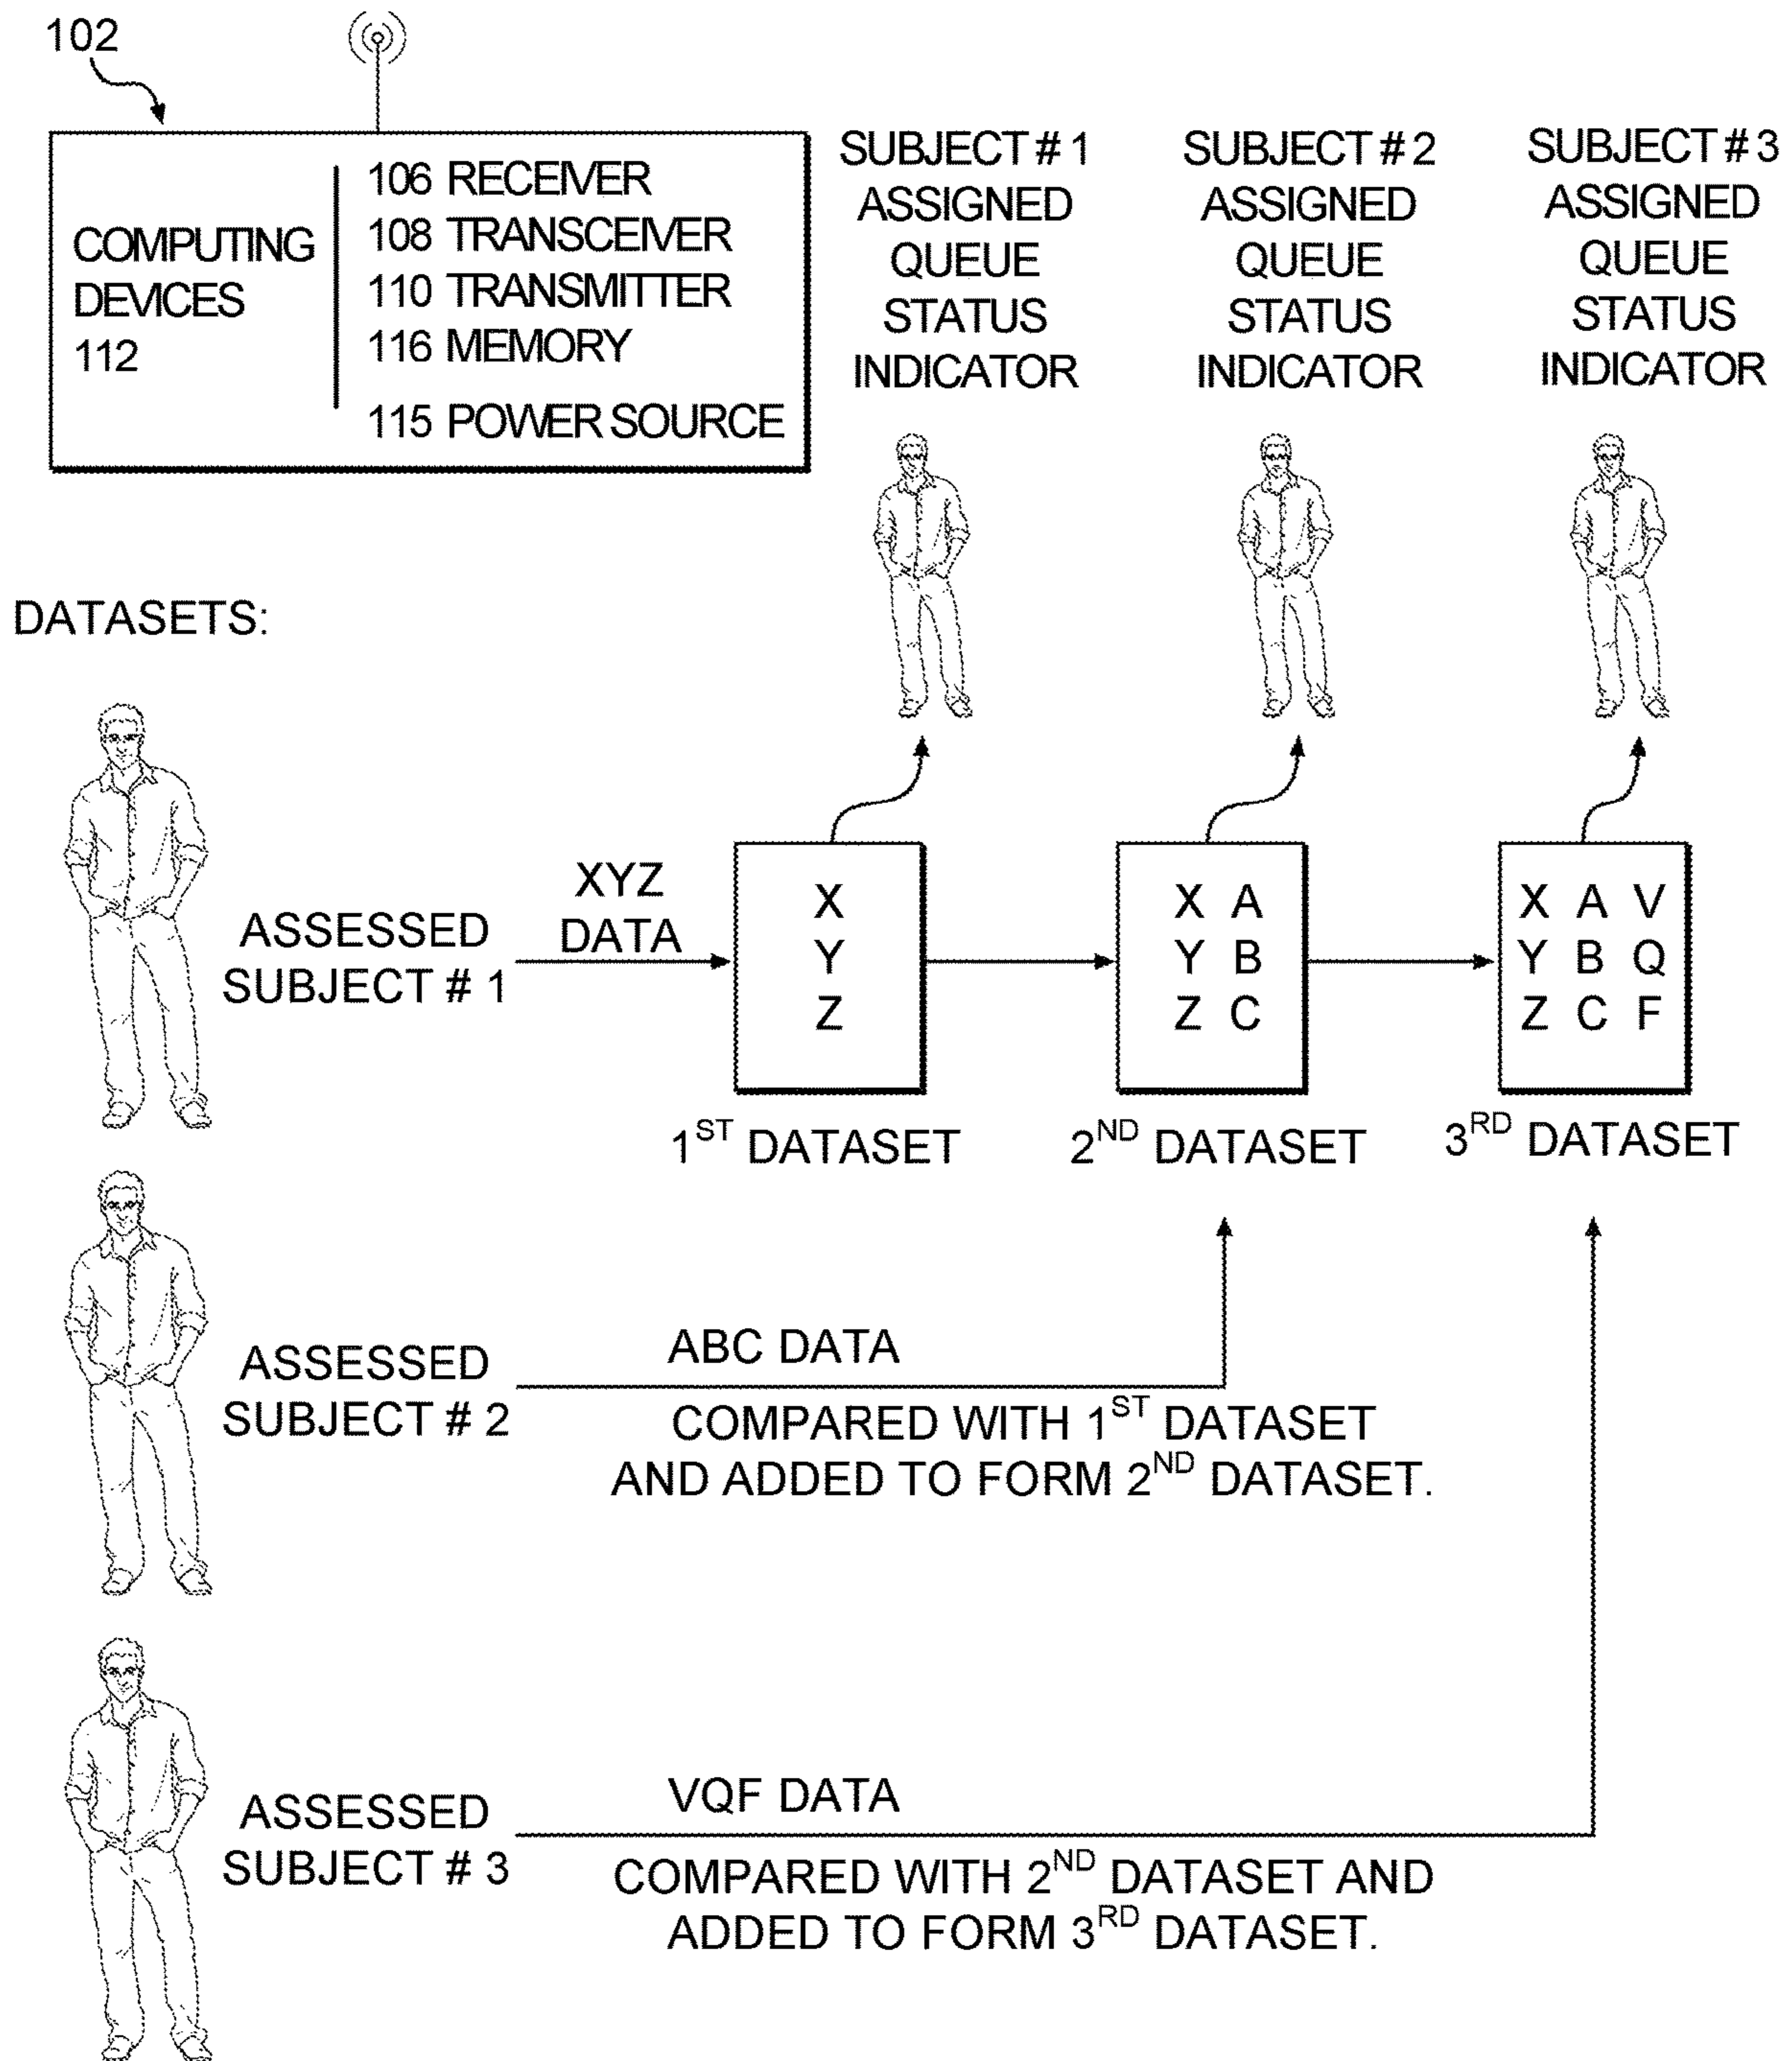 102
COMPUTING
DEVICES
112
106 RECEIVER
108 TRANSCEIVER
110 TRANSMITTER
116 MEMORY
115 POWER SOURCE
SUBJECT # 1
ASSIGNED
QUEUE
STATUS
INDICATOR
SUBJECT # 2
ASSIGNED
QUEUE
STATUS
INDICATOR
SUBJECT # 3
ASSIGNED
QUEUE
STATUS
INDICATOR
DATASETS:
ASSESSED
SUBJECT # 1
XYZ
DATA
X
Y
Z
1ST DATASET
X A
Y B
Z C
2ND DATASET
X A V
Y B Q
Z C F
3RD DATASET
ASSESSED
SUBJECT # 2
ABC DATA
COMPARED WITH 1ST DATASET
AND ADDED TO FORM 2ND DATASET.
ASSESSED
SUBJECT # 3
VQF DATA
COMPARED WITH 2ND DATASET AND
ADDED TO FORM 3RD DATASET.